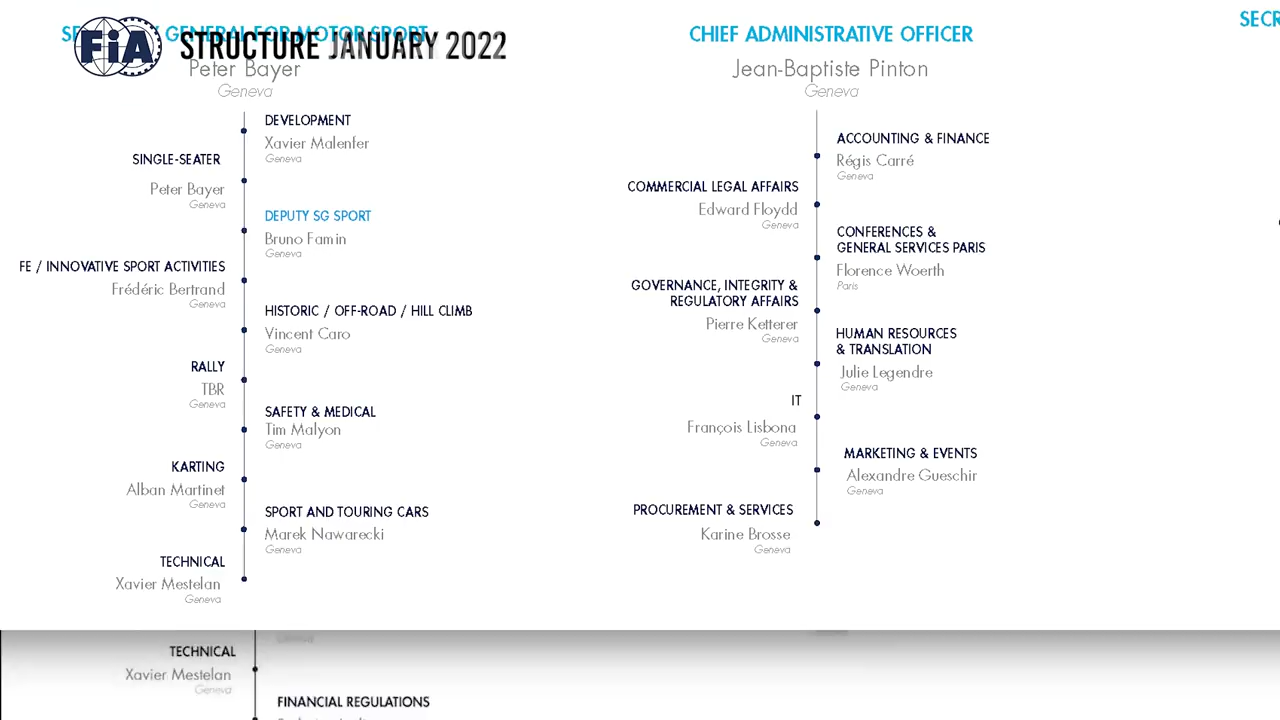 FiA STRUCTURE JANUARY 2022
GENERAL FOR MOTOR SPORT
Peter Bayer
Geneva
DEVELOPMENT
Xavier Malenfer
Geneva
SINGLE-SEATER
Peter Bayer
Geneva
DEPUTY SG SPORT
Bruno Famin
Geneva
FE / INNOVATIVE SPORT ACTIVITIES
Frédéric Bertrand
Geneva
HISTORIC / OFF-ROAD / HILL CLIMB
Vincent Caro
Geneva
RALLY
TBR
Geneva
SAFETY & MEDICAL
Tim Malyon
Geneva
KARTING
Alban Martinet
Geneva
SPORT AND TOURING CARS
Marek Nawarecki
Geneva
TECHNICAL
Xavier Mestelan
Geneva
CHIEF ADMINISTRATIVE OFFICER
Jean-Baptiste Pinton
Geneva
ACCOUNTING & FINANCE
Régis Carré
Geneva
COMMERCIAL LEGAL AFFAIRS
Edward Floydd
Geneva
CONFERENCES &
GENERAL SERVICES PARIS
Florence Woerth
Paris
GOVERNANCE, INTEGRITY &
REGULATORY AFFAIRS
Pierre Ketterer
Geneva
HUMAN RESOURCES
& TRANSLATION
Julie Legendre
Geneva
IT
François Lisbona
Geneva
MARKETING & EVENTS
Alexandre Gueschir
Geneva
PROCUREMENT & SERVICES
Karine Brosse
Geneva
SECR
TECHNICAL
Xavier Mestelan
Geneva
FINANCIAL REGULATIONS